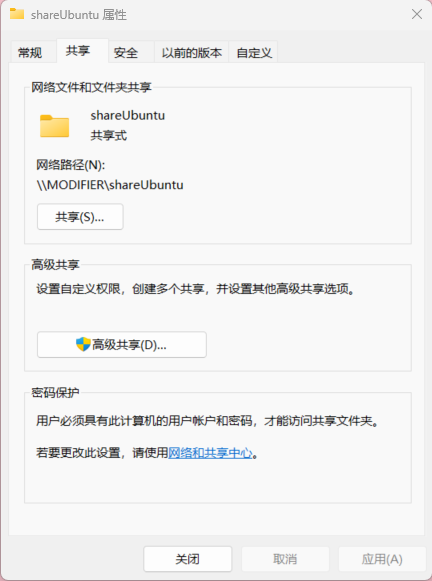 shareUbuntu 属性
常规
共享
安全
以前的版本
自定义
网络文件和文件夹共享
shareUbuntu
共享式
网络路径(N):
\\MODIFIER\shareUbuntu
共享(S)...
高级共享
设置自定义权限，创建多个共享，并设置其他高级共享选项。
高级共享(D)...
密码保护
用户必须具有此计算机的用户帐户和密码，才能访问共享文件夹。
若要更改此设置，请使用网络和共享中心。
关闭
取消
应用(A)